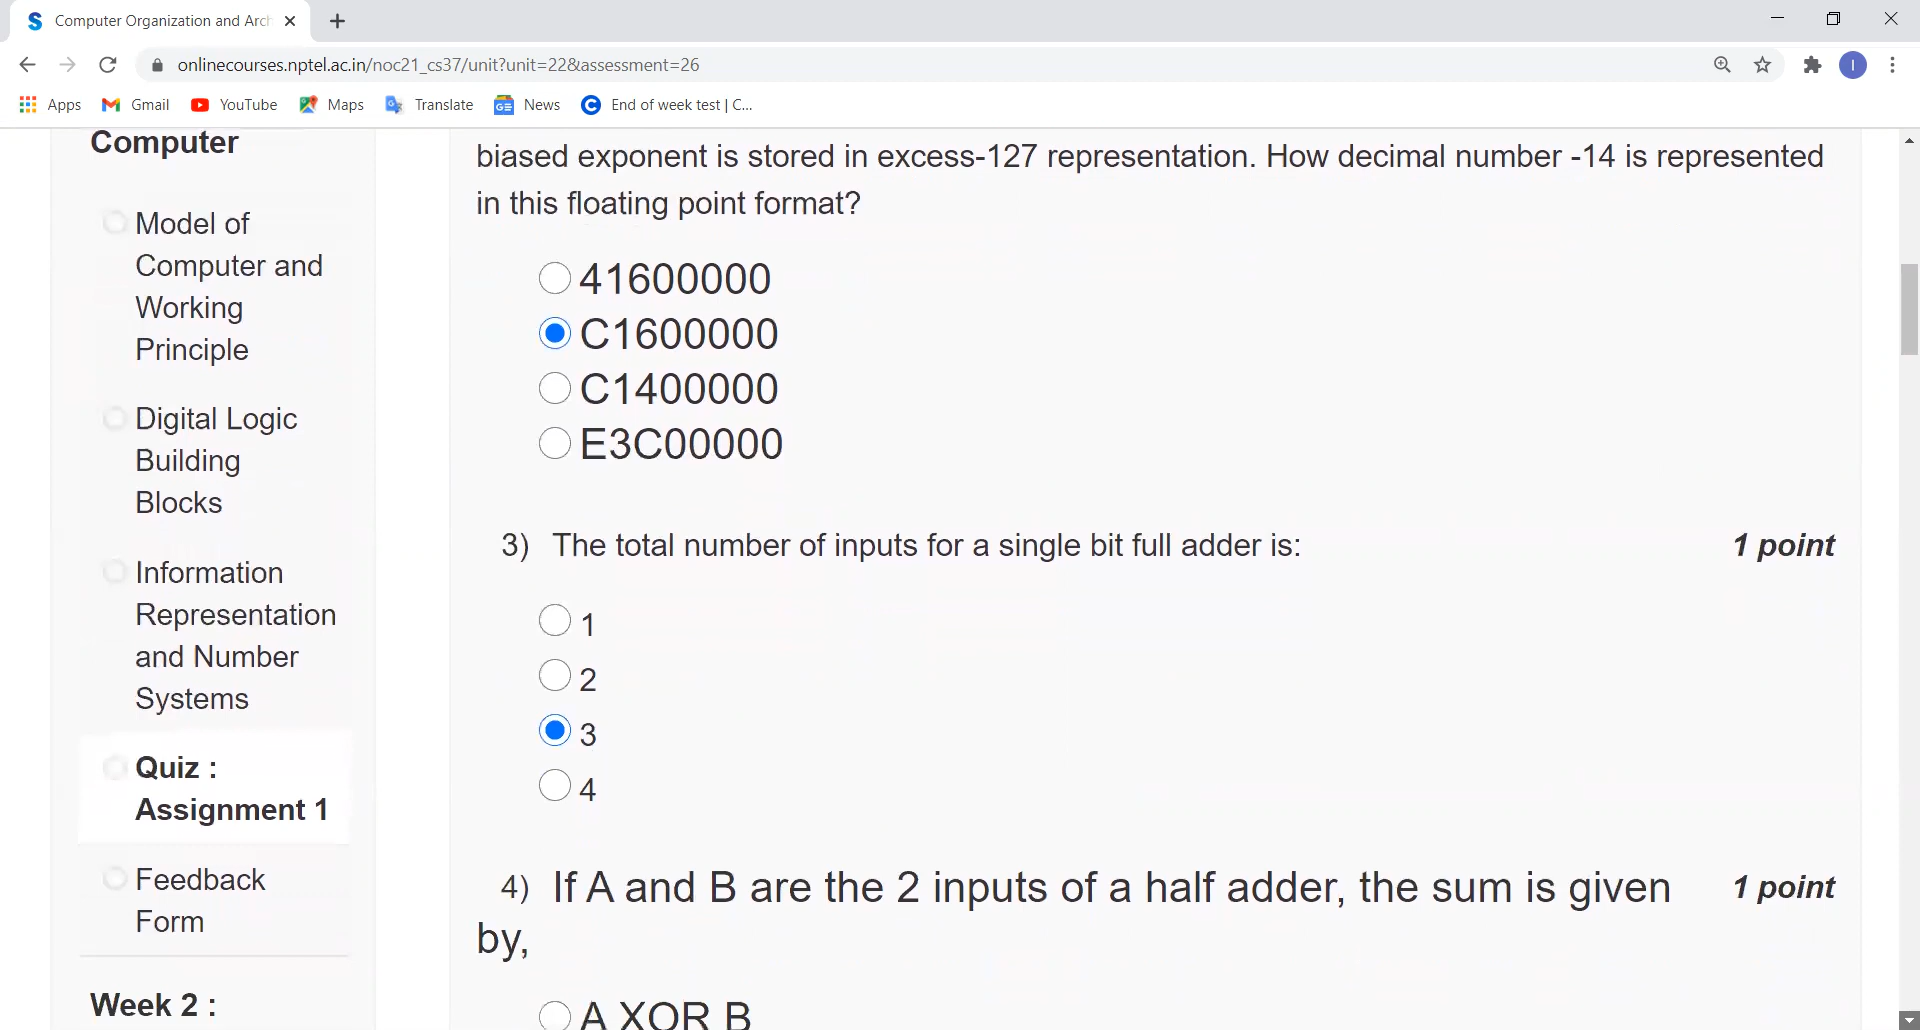 Computer Organization and Arch
onlinecourses.nptel.ac.in/noc21_cs37/unit?unit=22&assessment=26
I
Apps
Gmail
YouTube
Maps
Translate
News
End of week test | C...
Computer
Model of
Computer and
Working
Principle
Digital Logic
Building
Blocks
Information
Representation
and Number
Systems
Quiz :
Assignment 1
Feedback
Form
Week 2 :
biased exponent is stored in excess-127 representation. How decimal number -14 is represented
in this floating point format?
41600000
C1600000
C1400000
E3C00000
3) The total number of inputs for a single bit full adder is: 1 point
1
2
3
4
4) If A and B are the 2 inputs of a half adder, the sum is given 1 point
by,
A XOR B